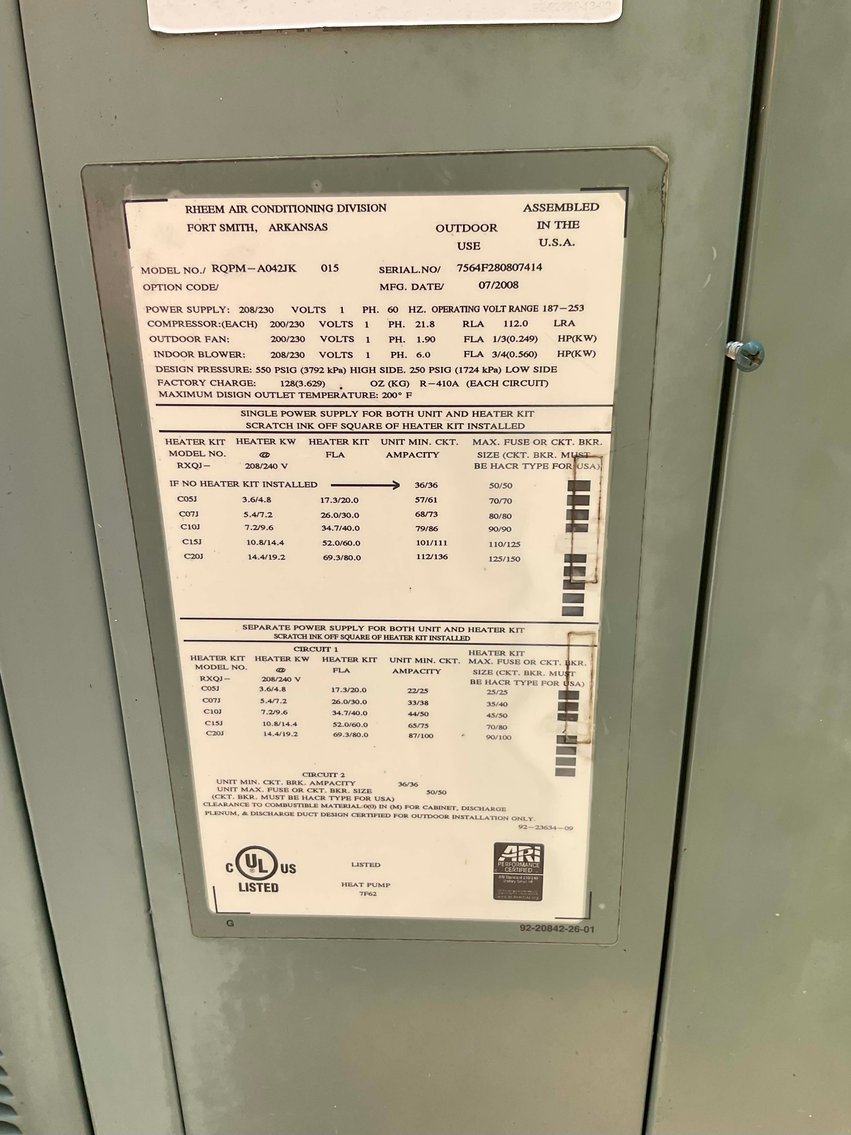 RHEEM AIR CONDITIONING DIVISION ASSEMBLED
FORT SMITH, ARKANSAS OUTDOOR IN THE
USE U.S.A.
MODEL NO./ RQPM-A042JK 015 SERIAL.NO/ 7564F280807414
OPTION CODE/ MFG. DATE/ 07/2008
POWER SUPPLY: 208/230 VOLTS 1 PH. 60 HZ. OPERATING VOLT RANGE 187-253
COMPRESSOR:(EACH) 200/230 VOLTS 1 PH. 21.8 RLA 112.0 LRA
OUTDOOR FAN: 200/230 VOLTS 1 PH. 1.90 FLA 1/3(0.249) HP(KW)
INDOOR BLOWER: 208/230 VOLTS 1 PH. 6.0 FLA 3/4(0.560) HP(KW)
DESIGN PRESSURE: 550 PSIG (3792 kPa) HIGH SIDE. 250 PSIG (1724 kPa) LOW SIDE
FACTORY CHARGE: 128(3.629) OZ (KG) R-410A (EACH CIRCUIT)
MAXIMUM DISIGN OUTLET TEMPERATURE: 200° F
SINGLE POWER SUPPLY FOR BOTH UNIT AND HEATER KIT
SCRATCH INK OFF SQUARE OF HEATER KIT INSTALLED
HEATER KIT HEATER KW HEATER KIT UNIT MIN. CKT. MAX. FUSE OR CKT. BKR.
MODEL NO. @ FLA AMPACITY SIZE (CKT. BKR. MUST
RXQJ- 208/240 V BE HACR TYPE FOR USA)
IF NO HEATER KIT INSTALLED 36/36 50/50
C05J 3.6/4.8 17.3/20.0 57/61 70/70
C07J 5.4/7.2 26.0/30.0 68/73 80/80
C10J 7.2/9.6 34.7/40.0 79/86 90/90
C15J 10.8/14.4 52.0/60.0 101/111 110/125
C20J 14.4/19.2 69.3/80.0 112/136 125/150
SEPARATE POWER SUPPLY FOR BOTH UNIT AND HEATER KIT
SCRATCH INK OFF SQUARE OF HEATER KIT INSTALLED
CIRCUIT 1 HEATER KIT
HEATER KIT HEATER KW HEATER KIT UNIT MIN. CKT. MAX. FUSE OR CKT. BKR.
MODEL NO. @ FLA AMPACITY SIZE (CKT. BKR. MUST
RXQJ- 208/240 V BE HACR TYPE FOR USA)
C05J 3.6/4.8 17.3/20.0 22/25 25/25
C07J 5.4/7.2 26.0/30.0 33/38 35/40
C10J 7.2/9.6 34.7/40.0 44/50 45/50
C15J 10.8/14.4 52.0/60.0 65/75 70/80
C20J 14.4/19.2 69.3/80.0 87/100 90/100
CIRCUIT 2
UNIT MIN. CKT. BRK. AMPACITY 36/36
UNIT MAX. FUSE OR CKT. BKR. SIZE 50/50
(CKT. BKR. MUST BE HACR TYPE FOR USA)
CLEARANCE TO COMBUSTIBLE MATERIAL:0(0) IN (M) FOR CABINET, DISCHARGE
PLENUM, & DISCHARGE DUCT DESIGN CERTIFIED FOR OUTDOOR INSTALLATION ONLY.
92-23634-09
C UL US
LISTED
LISTED
HEAT PUMP
7F62
ARI
PERFORMANCE
CERTIFIED
G 92-20842-26-01